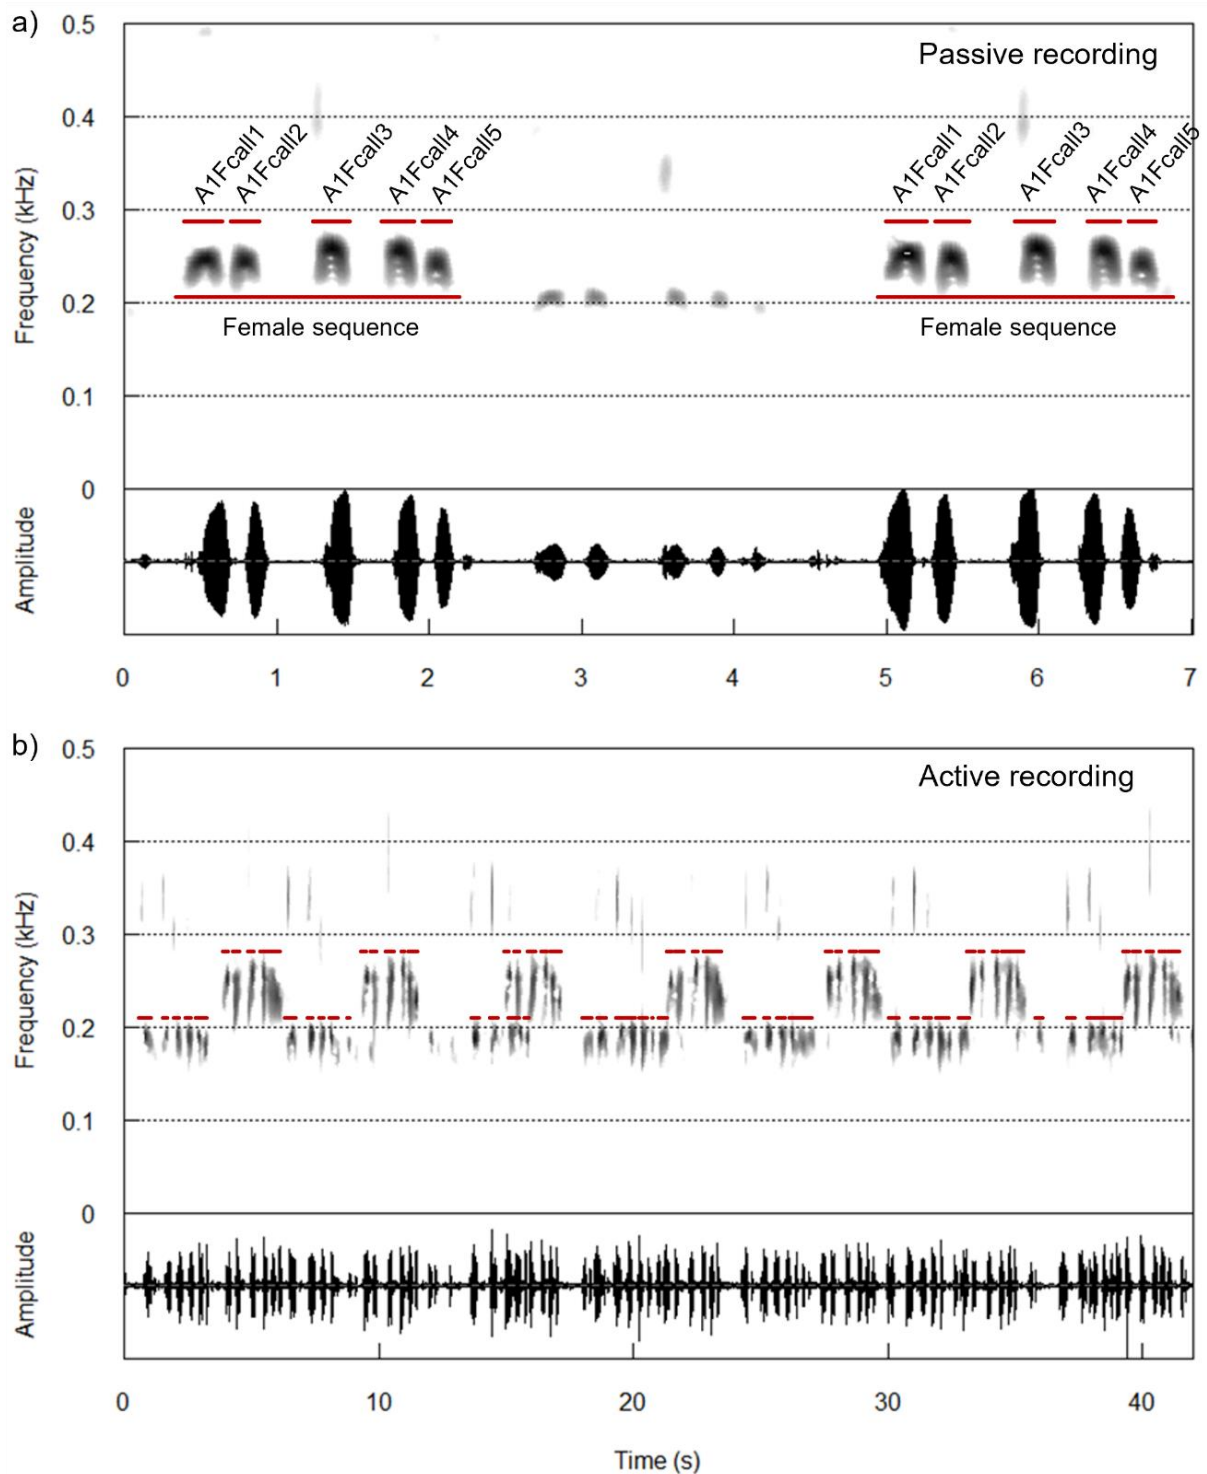 a)
Passive recording
0.5
0.4
0.3
0.2
0.1
0
Frequency (kHz)
A1Fcall1
A1Fcall2
A1Fcall3
A1Fcall4
A1Fcall5
A1Fcall1
A1Fcall2
A1Fcall3
A1Fcall4
A1Fcall5
Female sequence
Female sequence
Amplitude
0 1 2 3 4 5 6 7
b)
Active recording
0.5
0.4
0.3
0.2
0.1
0
Frequency (kHz)
Amplitude
0 10 20 30 40
Time (s)